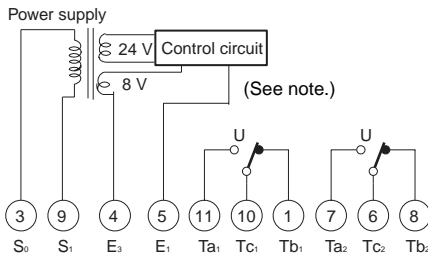 Power supply
24 V
Control circuit
8 V
(See note.)
U
U
3 9 4 5 11 10 1 7 6 8
S₀ S₁ E₃ E₁ Ta₁ Tc₁ Tb₁ Ta₂ Tc₂ Tb₂